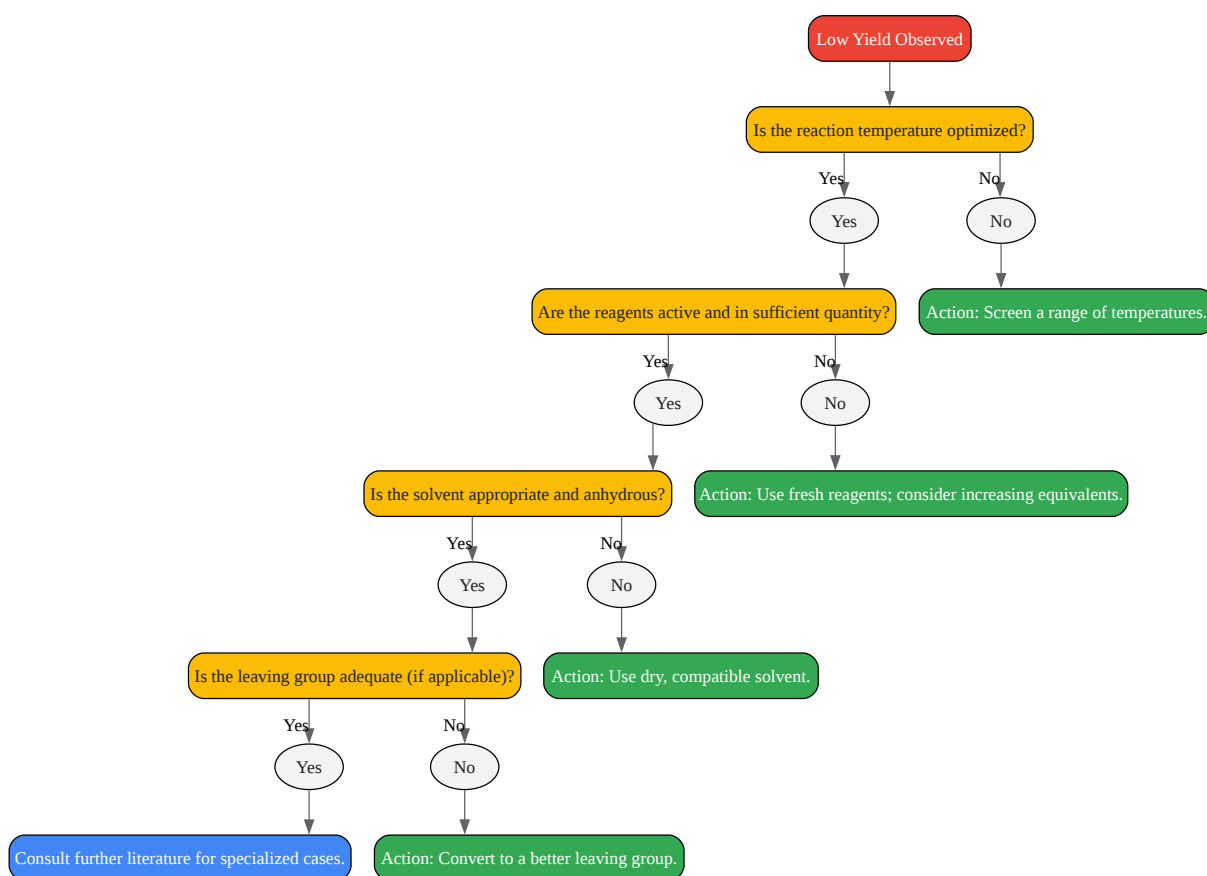 Low Yield Observed
Is the reaction temperature optimized?
Yes
No
Yes
No
Are the reagents active and in sufficient quantity?
Action: Screen a range of temperatures.
Yes
No
Yes
No
Is the solvent appropriate and anhydrous?
Action: Use fresh reagents; consider increasing equivalents.
Yes
No
Yes
No
Is the leaving group adequate (if applicable)?
Action: Use dry, compatible solvent.
Yes
No
Yes
No
Consult further literature for specialized cases.
Action: Convert to a better leaving group.